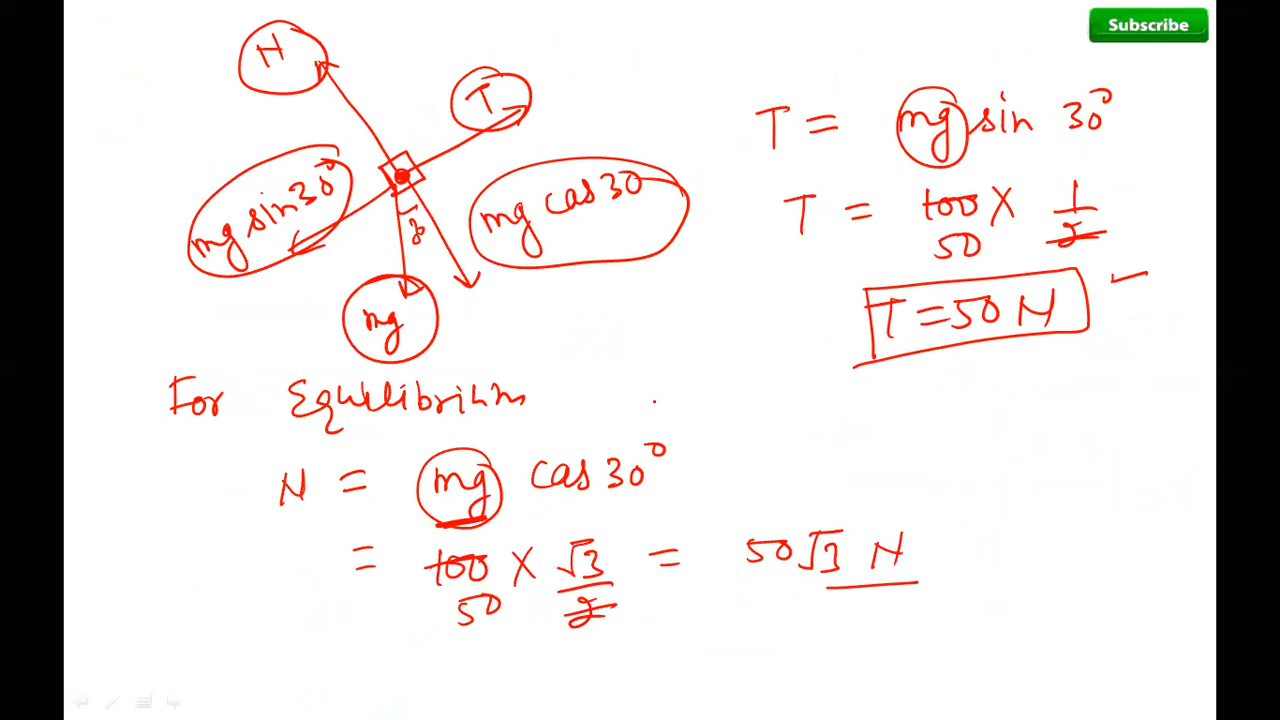 Subscribe
N
T
mg sin30°
mg cos30
30
mg
T = mg sin 30°
T = 100 × 1/2
50
T = 50 N
For Equilibrium
N = mg cos30°
= 100 × √3/2 = 50√3 N
50